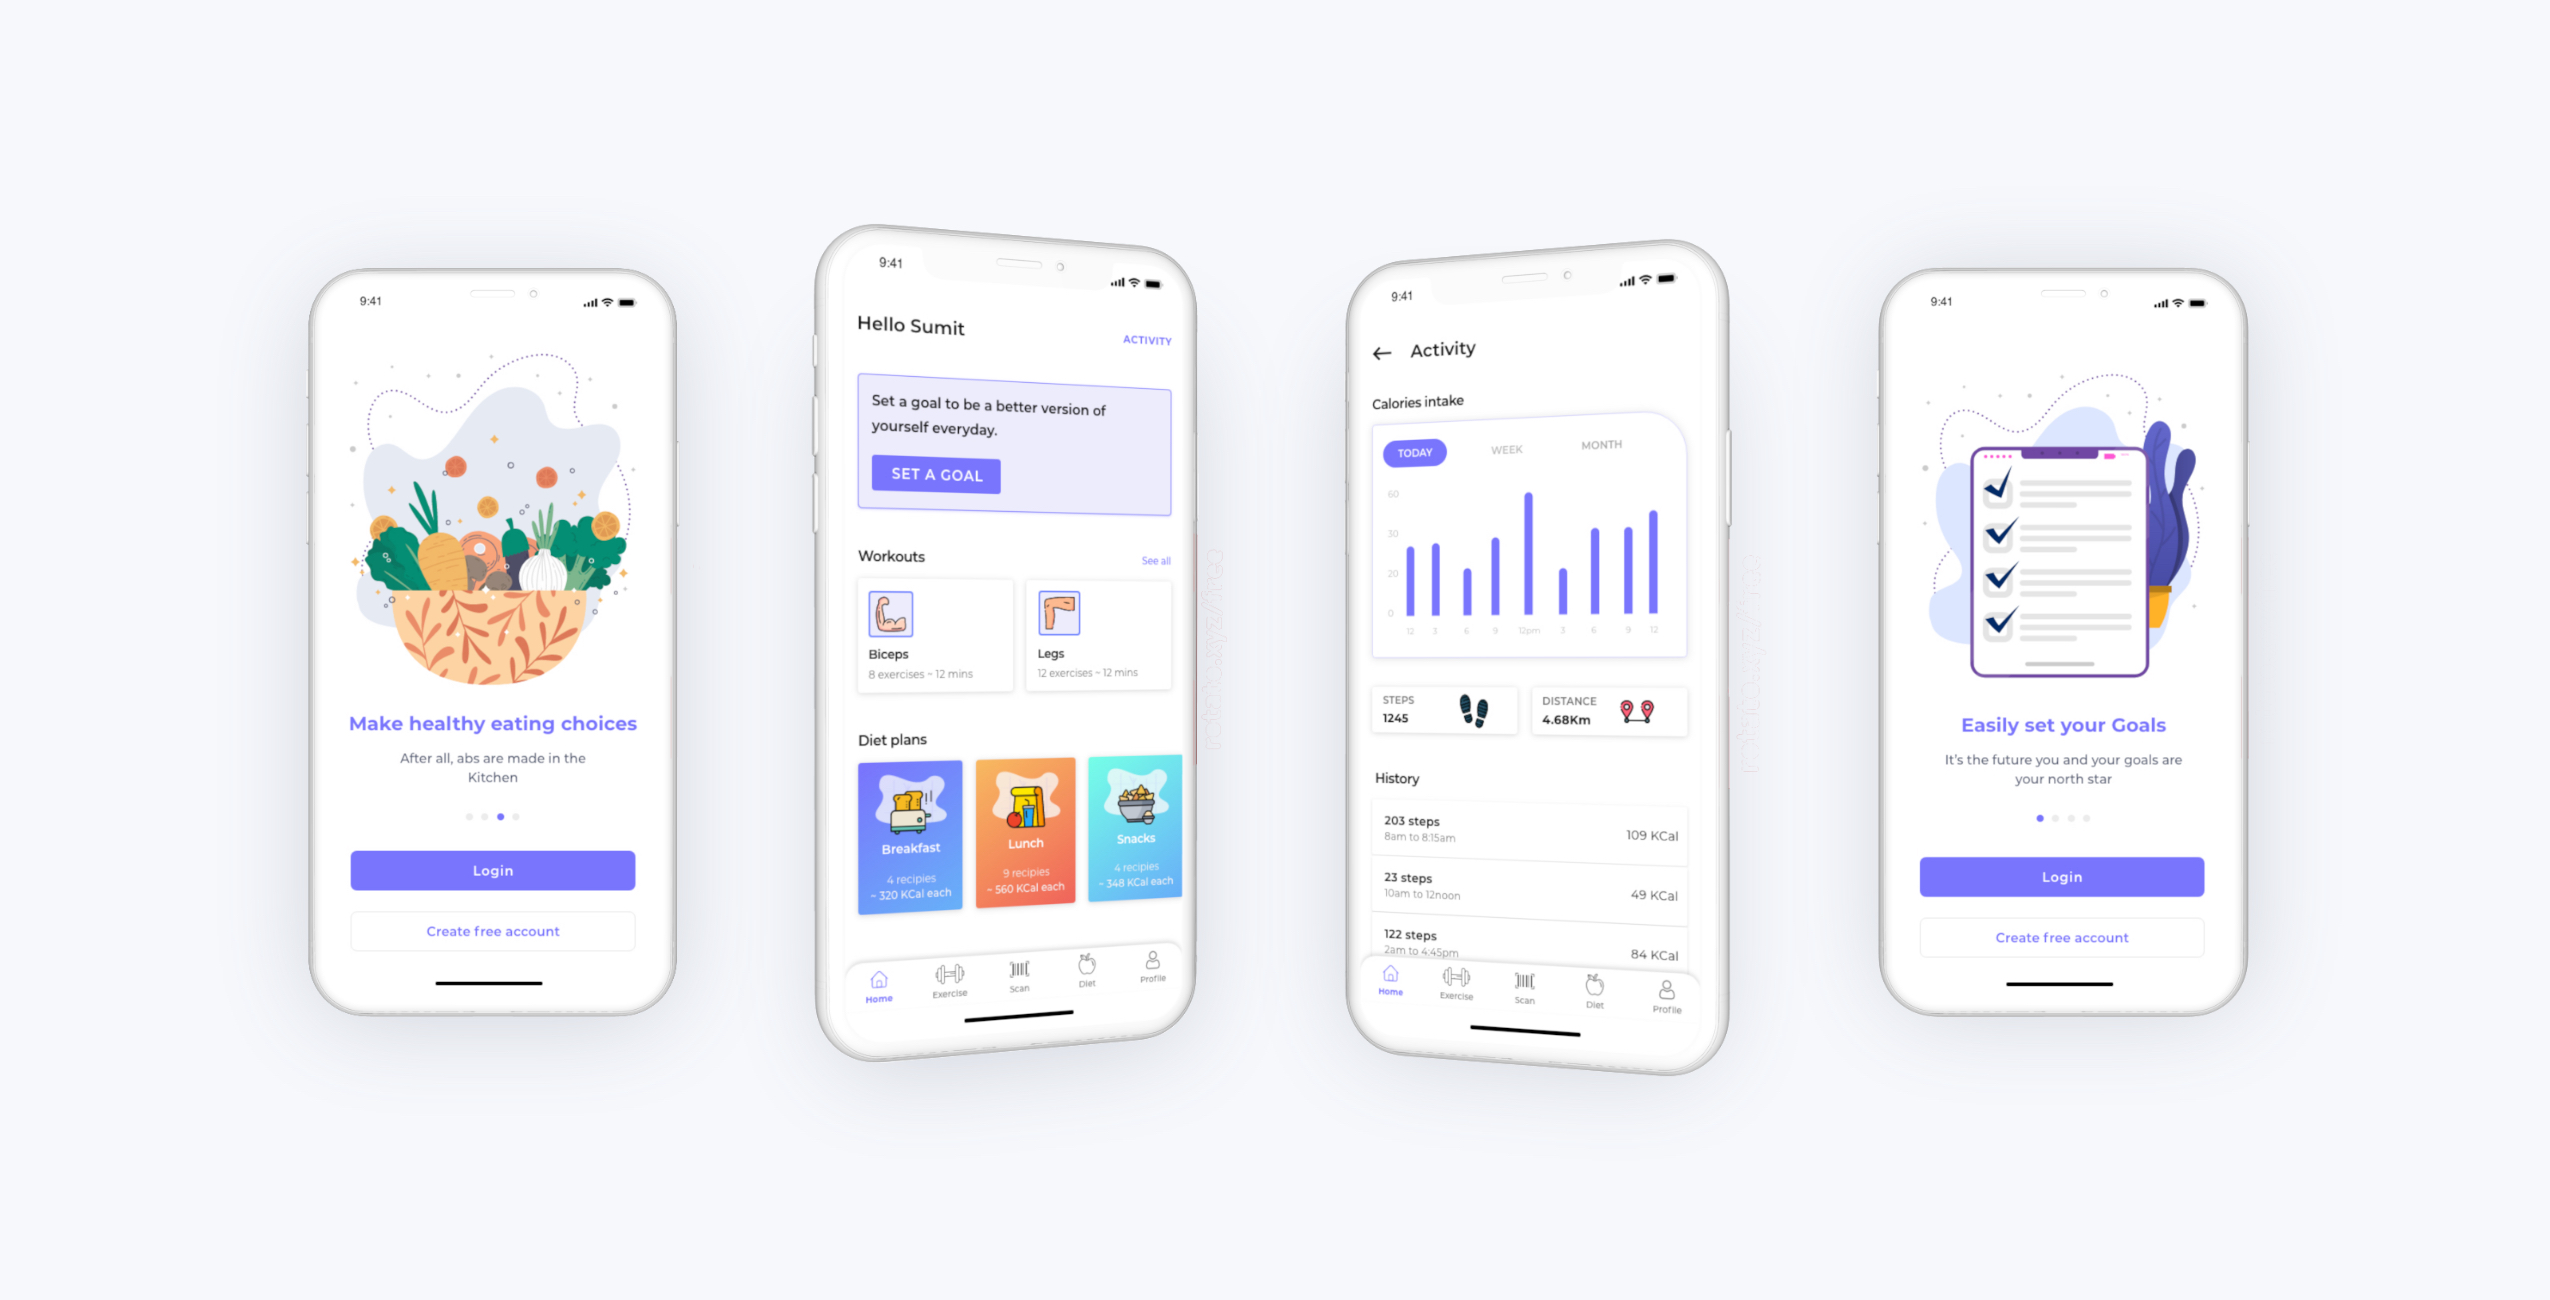 9:41
Make healthy eating choices
After all, abs are made in the
Kitchen
Login
Create free account
9:41
Hello Sumit
ACTIVITY
Set a goal to be a better version of
yourself everyday.
SET A GOAL
Workouts
See all
Biceps
8 exercises ~ 12 mins
Legs
12 exercises ~ 12 mins
Diet plans
Breakfast
4 recipies
~ 320 KCal each
Lunch
9 recipies
~ 560 KCal each
Snacks
4 recipies
~ 348 KCal each
Home
Exercise
Scan
Diet
Profile
9:41
Activity
Calories intake
TODAY WEEK MONTH
60
30
20
0
12 3 6 9 12pm 3 6 9 12
STEPS
1245
DISTANCE
4.68Km
History
203 steps
8am to 8:15am
109 KCal
23 steps
10am to 12noon
49 KCal
122 steps
2am to 4:45pm
84 KCal
Home
Exercise
Scan
Diet
Profile
9:41
Easily set your Goals
It's the future you and your goals are
your north star
Login
Create free account